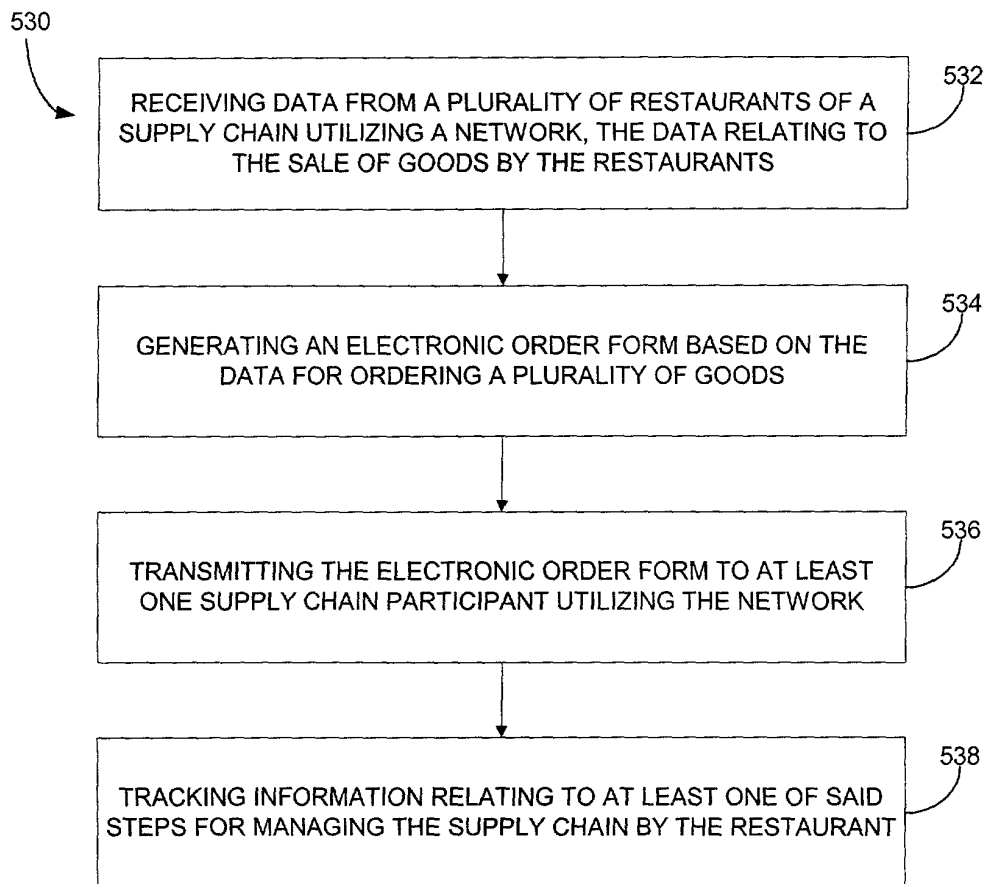 530
532
RECEIVING DATA FROM A PLURALITY OF RESTAURANTS OF A
SUPPLY CHAIN UTILIZING A NETWORK, THE DATA RELATING TO
THE SALE OF GOODS BY THE RESTAURANTS
534
GENERATING AN ELECTRONIC ORDER FORM BASED ON THE
DATA FOR ORDERING A PLURALITY OF GOODS
536
TRANSMITTING THE ELECTRONIC ORDER FORM TO AT LEAST
ONE SUPPLY CHAIN PARTICIPANT UTILIZING THE NETWORK
538
TRACKING INFORMATION RELATING TO AT LEAST ONE OF SAID
STEPS FOR MANAGING THE SUPPLY CHAIN BY THE RESTAURANT